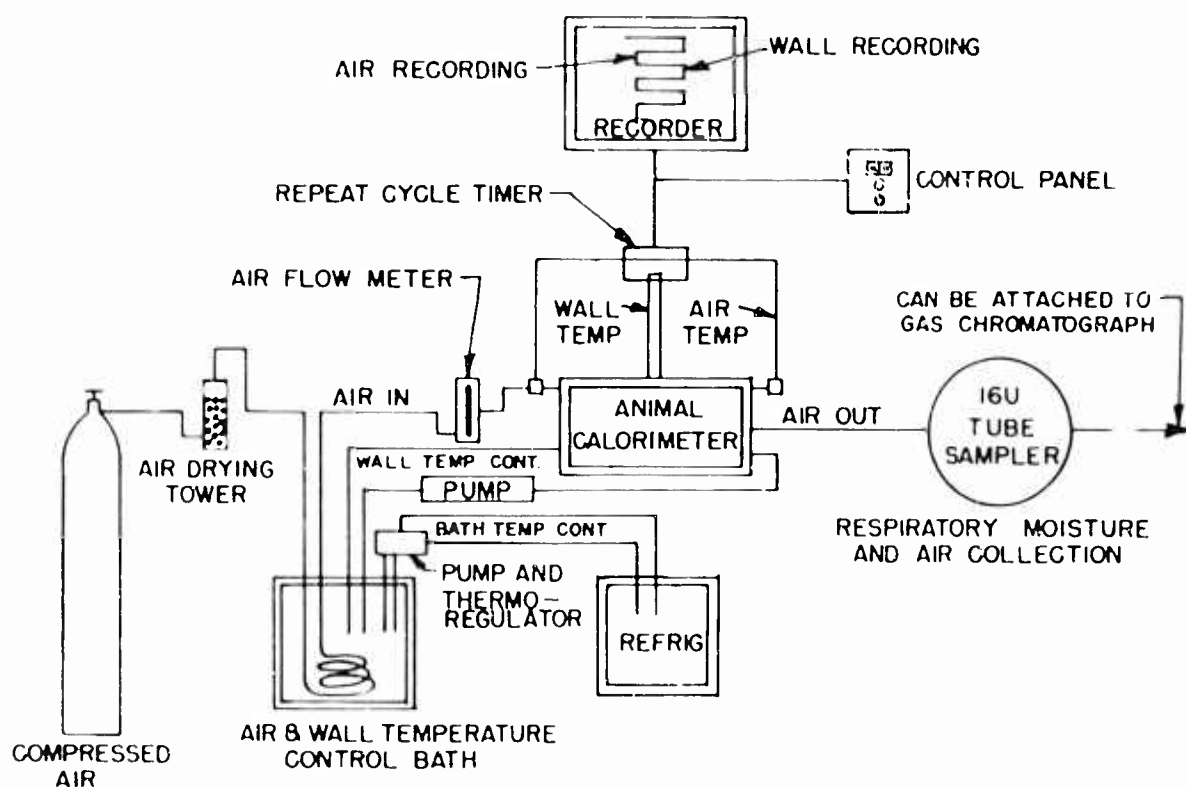 WALL RECORDING
AIR RECORDING
RECORDER
CONTROL PANEL
REPEAT CYCLE TIMER
AIR FLOW METER
WALL
TEMP
AIR
TEMP
CAN BE ATTACHED TO
GAS CHROMATOGRAPH
AIR IN
ANIMAL
CALORIMETER
AIR OUT
16U
TUBE
SAMPLER
AIR DRYING
TOWER
WALL TEMP CONT.
PUMP
BATH TEMP CONT
RESPIRATORY MOISTURE
AND AIR COLLECTION
PUMP AND
THERMO-
REGULATOR
REFRIG
AIR & WALL TEMPERATURE
CONTROL BATH
COMPRESSED
AIR